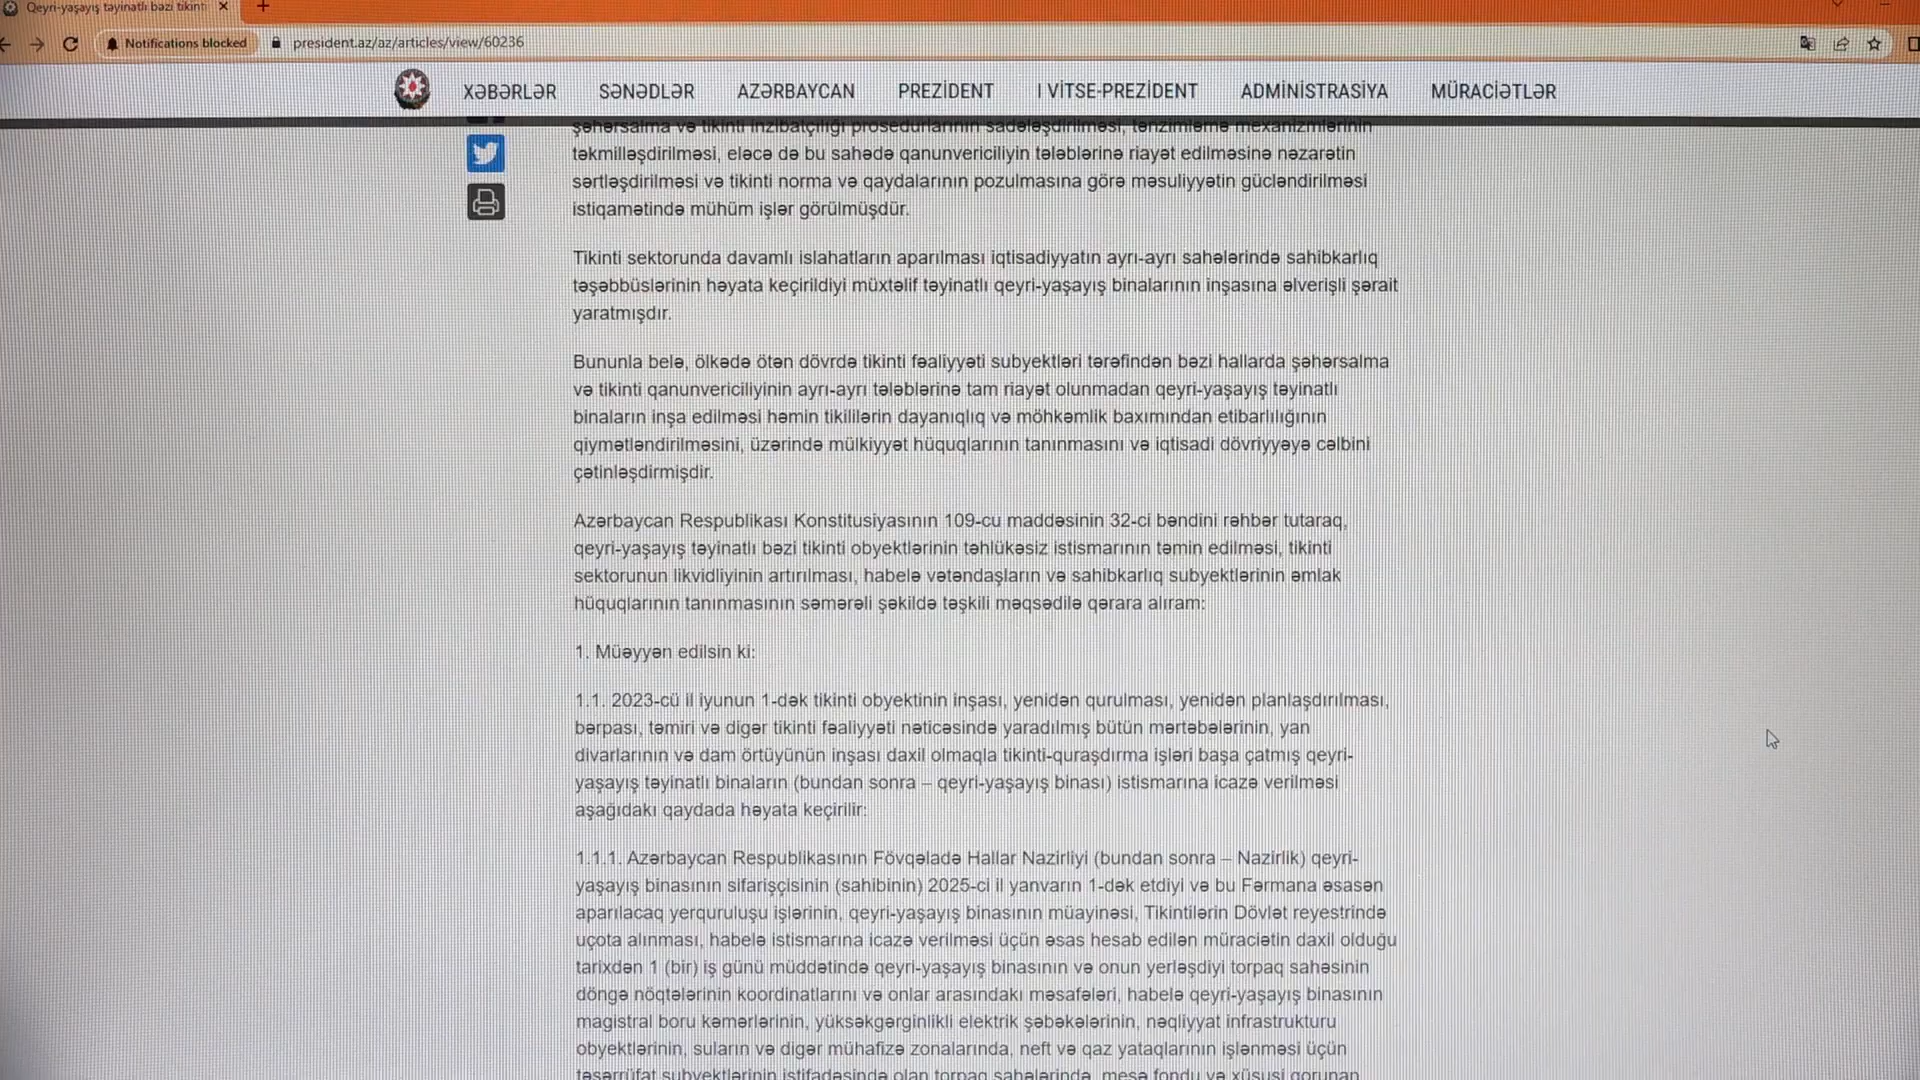 Qeyri-yaşayış təyinatlı bəzi tikint
Notifications blocked
president.az/az/articles/view/60236
XƏBƏRLƏR SƏNƏDLƏR AZƏRBAYCAN PREZİDENT I VİTSE-PREZİDENT ADMİNİSTRASİYA MÜRACİƏTLƏR
şəhərsalma və tikinti inzibatçılığı prosedurlarının sadələşdirilməsi, tənzimləmə mexanizmlərinin
təkmilləşdirilməsi, eləcə də bu sahədə qanunvericiliyin tələblərinə riayət edilməsinə nəzarətin
sərtləşdirilməsi və tikinti norma və qaydalarının pozulmasına görə məsuliyyətin gücləndirilməsi
istiqamətində mühüm işlər görülmüşdür.
Tikinti sektorunda davamlı islahatların aparılması iqtisadiyyatın ayrı-ayrı sahələrində sahibkarlıq
təşəbbüslərinin həyata keçirildiyi müxtəlif təyinatlı qeyri-yaşayış binalarının inşasına əlverişli şərait
yaratmışdır.
Bununla belə, ölkədə ötən dövrdə tikinti fəaliyyəti subyektləri tərəfindən bəzi hallarda şəhərsalma
və tikinti qanunvericiliyinin ayrı-ayrı tələblərinə tam riayət olunmadan qeyri-yaşayış təyinatlı
binaların inşa edilməsi həmin tikililərin dayanıqlıq və möhkəmlik baxımından etibarlılığının
qiymətləndirilməsini, üzərində mülkiyyət hüquqlarının tanınmasını və iqtisadi dövriyyəyə cəlbini
çətinləşdirmişdir.
Azərbaycan Respublikası Konstitusiyasının 109-cu maddəsinin 32-ci bəndini rəhbər tutaraq,
qeyri-yaşayış təyinatlı bəzi tikinti obyektlərinin təhlükəsiz istismarının təmin edilməsi, tikinti
sektorunun likvidliyinin artırılması, habelə vətəndaşların və sahibkarlıq subyektlərinin əmlak
hüquqlarının tanınmasının səmərəli şəkildə təşkili məqsədilə qərara alıram:
1. Müəyyən edilsin ki:
1.1. 2023-cü il iyunun 1-dək tikinti obyektinin inşası, yenidən qurulması, yenidən planlaşdırılması,
bərpası, təmiri və digər tikinti fəaliyyəti nəticəsində yaradılmış bütün mərtəbələrinin, yan
divarlarının və dam örtüyünün inşası daxil olmaqla tikinti-quraşdırma işləri başa çatmış qeyri-
yaşayış təyinatlı binaların (bundan sonra – qeyri-yaşayış binası) istismarına icazə verilməsi
aşağıdakı qaydada həyata keçirilir:
1.1.1. Azərbaycan Respublikasının Fövqəladə Hallar Nazirliyi (bundan sonra – Nazirlik) qeyri-
yaşayış binasının sifarişçisinin (sahibinin) 2025-ci il yanvarın 1-dək etdiyi və bu Fərmana əsasən
aparılacaq yerquruluşu işlərinin, qeyri-yaşayış binasının müayinəsi, Tikintilərin Dövlət reyestrində
uçota alınması, habelə istismarına icazə verilməsi üçün əsas hesab edilən müraciətin daxil olduğu
tarixdən 1 (bir) iş günü müddətində qeyri-yaşayış binasının və onun yerləşdiyi torpaq sahəsinin
döngə nöqtələrinin koordinatlarını və onlar arasındakı məsafələri, habelə qeyri-yaşayış binasının
magistral boru kəmərlərinin, yüksəkgərginlikli elektrik şəbəkələrinin, nəqliyyat infrastrukturu
obyektlərinin, suların və digər mühafizə zonalarında, neft və qaz yataqlarının işlənməsi üçün
təsərrüfat subyektlərinin istifadəsində olan torpaq sahələrində, meşə fondu və xüsusi qorunan